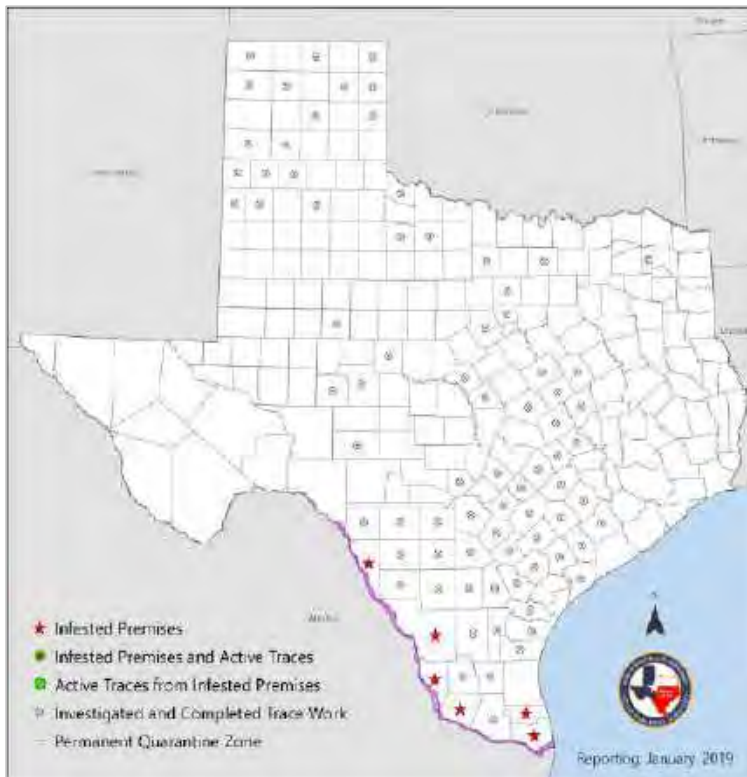 Infested Premises
Infested Premises and Active Traces
Active Traces from Infested Premises
Investigated and Completed Trace Work
Permanent Quarantine Zone
Reporting: January, 2019